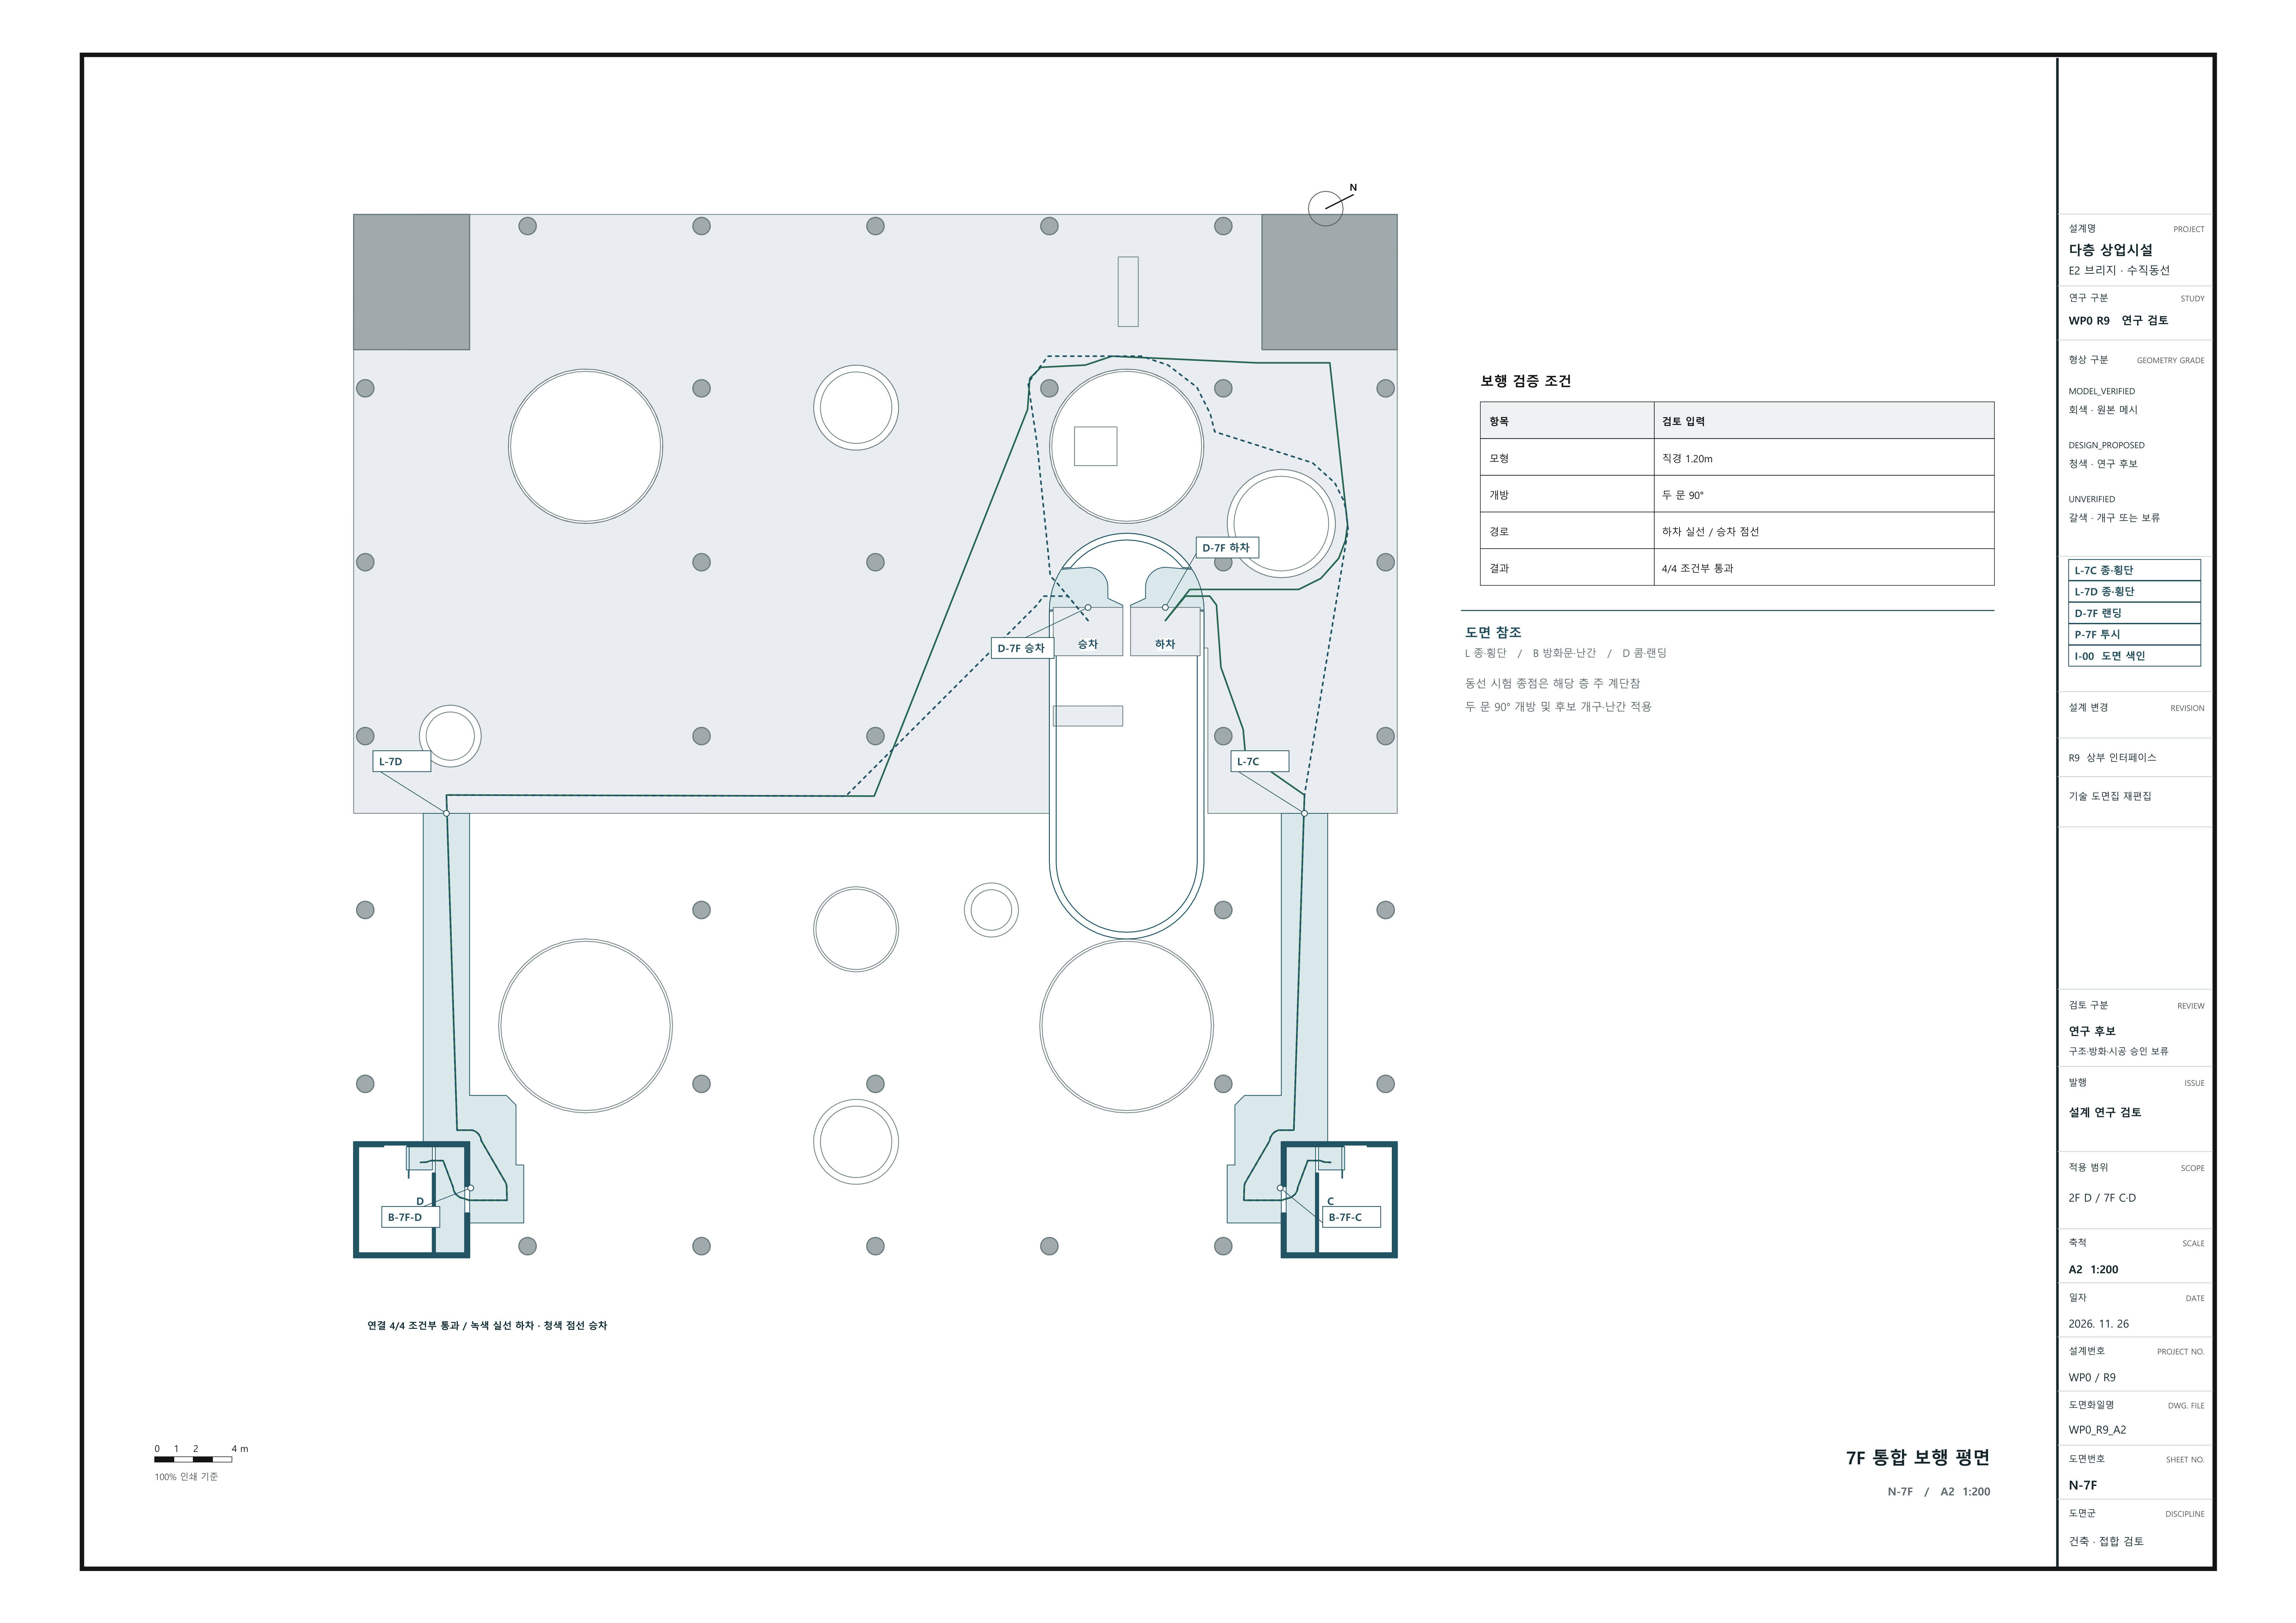 N
D-7F 하차
D-7F 승차
승차
하차
L-7D
L-7C
D
B-7F-D
C
B-7F-C
연결 4/4 조건부 통과 / 녹색 실선 하차 · 청색 점선 승차
0 1 2 4 m
100% 인쇄 기준
보행 검증 조건
항목 검토 입력
모형 직경 1.20m
개방 두 문 90°
경로 하차 실선 / 승차 점선
결과 4/4 조건부 통과
도면 참조
L 종·횡단 / B 방화문·난간 / D 콤·랜딩
동선 시험 종점은 해당 층 주 계단참
두 문 90° 개방 및 후보 개구·난간 적용
7F 통합 보행 평면
N-7F / A2 1:200
설계명 PROJECT
다층 상업시설
E2 브리지 · 수직동선
연구 구분 STUDY
WP0 R9 연구 검토
형상 구분 GEOMETRY GRADE
MODEL_VERIFIED
회색 · 원본 메시
DESIGN_PROPOSED
청색 · 연구 후보
UNVERIFIED
갈색 · 개구 또는 보류
L-7C 종·횡단
L-7D 종·횡단
D-7F 랜딩
P-7F 투시
I-00 도면 색인
설계 변경 REVISION
R9 상부 인터페이스
기술 도면집 재편집
검토 구분 REVIEW
연구 후보
구조·방화·시공 승인 보류
발행 ISSUE
설계 연구 검토
적용 범위 SCOPE
2F D / 7F C·D
축척 SCALE
A2 1:200
일자 DATE
2026. 11. 26
설계번호 PROJECT NO.
WP0 / R9
도면화일명 DWG. FILE
WP0_R9_A2
도면번호 SHEET NO.
N-7F
도면군 DISCIPLINE
건축 · 접합 검토